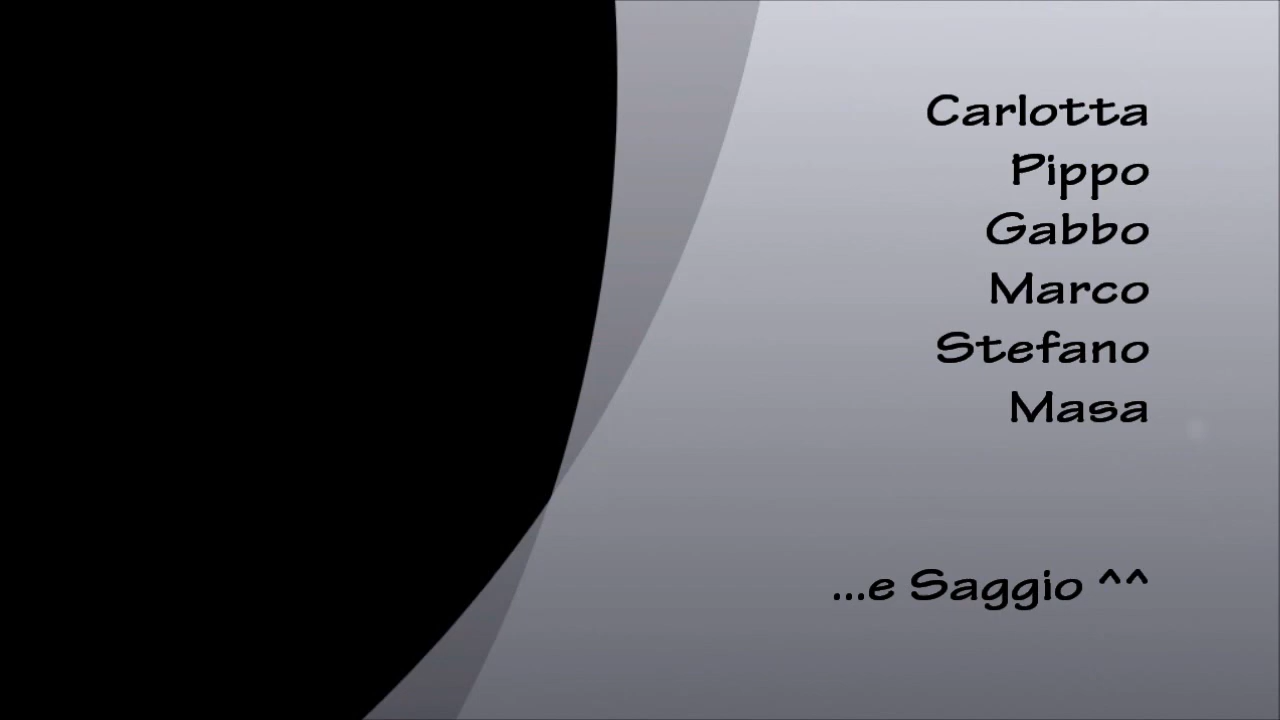 Carlotta
Pippo
Gabbo
Marco
Stefano
Masa
...e Saggio ^^